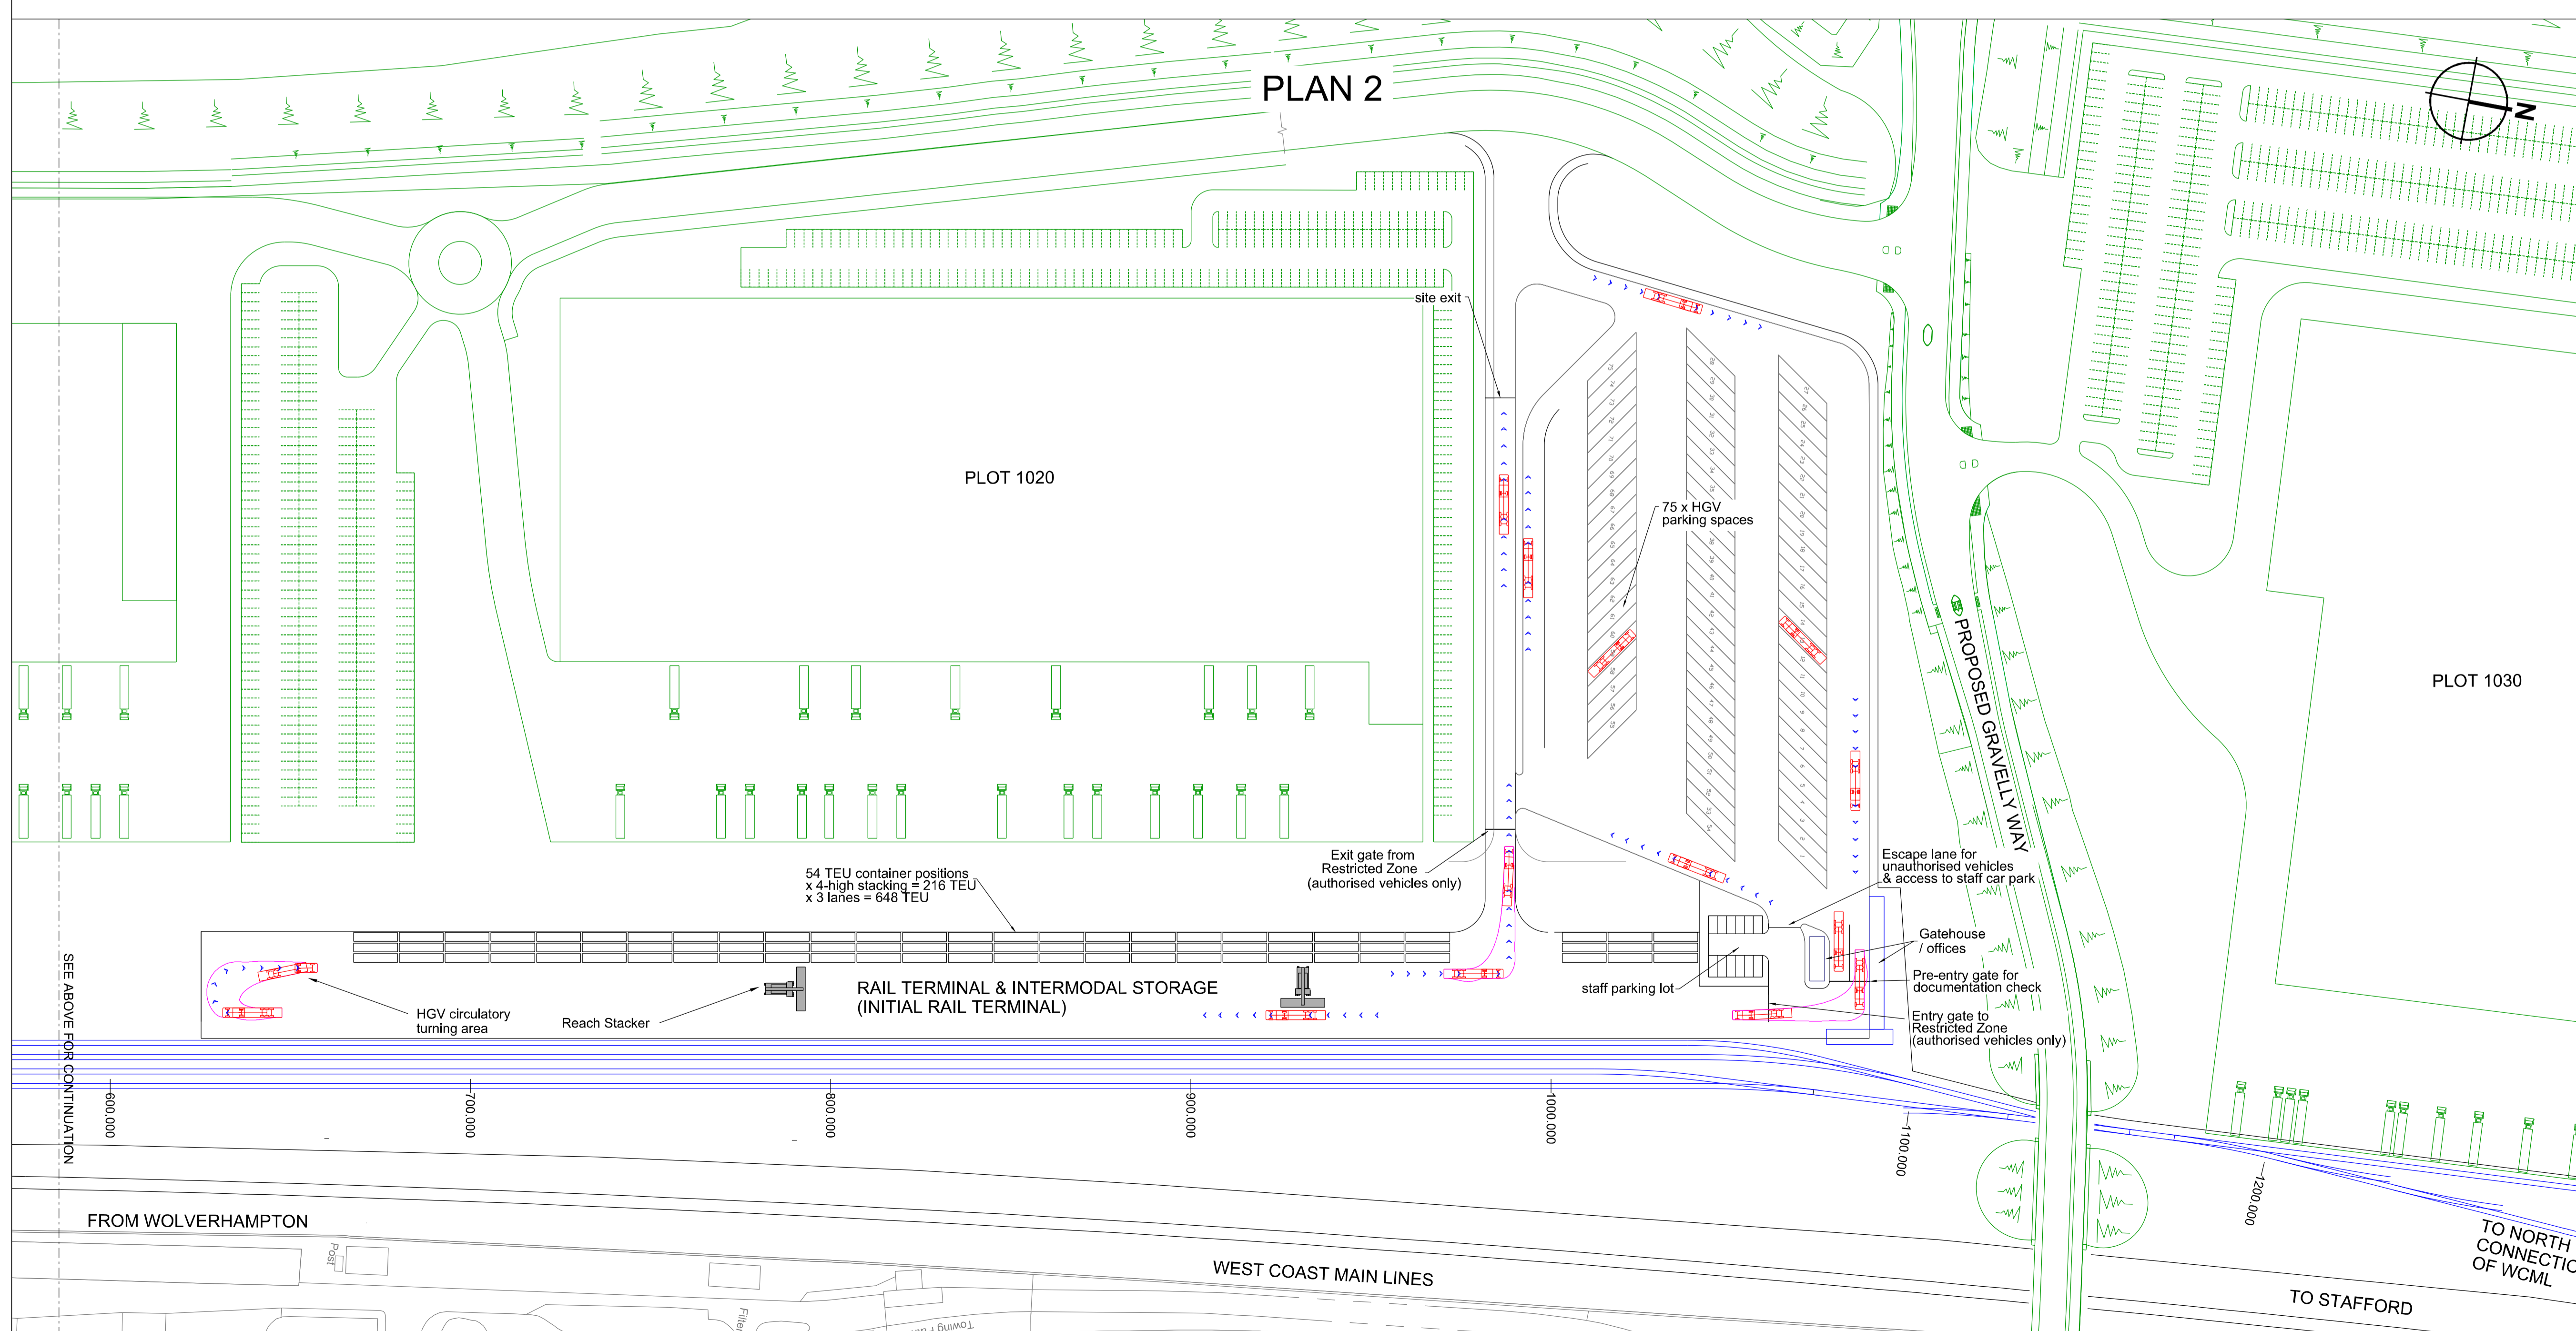 PLAN 2
N
site exit
PLOT 1020
75 x HGV
parking spaces
PROPOSED GRAVELLY WAY
PLOT 1030
Exit gate from
Restricted Zone
(authorised vehicles only)
54 TEU container positions
x 4-high stacking = 216 TEU
x 3 lanes = 648 TEU
Escape lane for
unauthorised vehicles
& access to staff car park
Gatehouse
/ offices
Pre-entry gate for
documentation check
Entry gate to
Restricted Zone
(authorised vehicles only)
staff parking lot
RAIL TERMINAL & INTERMODAL STORAGE
(INITIAL RAIL TERMINAL)
HGV circulatory
turning area
Reach Stacker
SEE ABOVE FOR CONTINUATION
600.000
700.000
800.000
900.000
1000.000
1100.000
1200.000
FROM WOLVERHAMPTON
WEST COAST MAIN LINES
TO STAFFORD
TO NORTH
CONNECTIO
OF WCML
Post
Filter
Towing